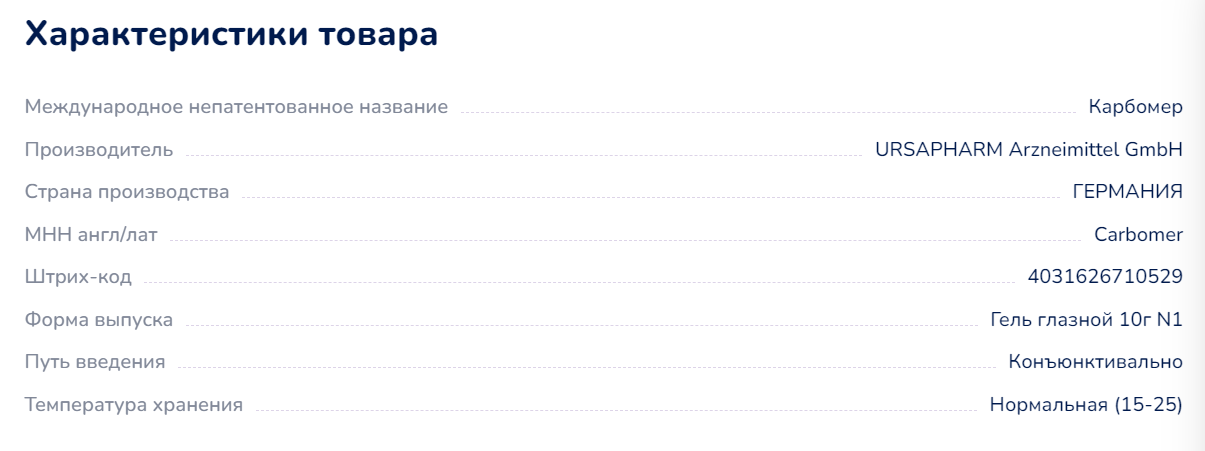 Характеристики товара
Международное непатентованное название Карбомер
Производитель URSAPHARM Arzneimittel GmbH
Страна производства ГЕРМАНИЯ
МНН англ/лат Carbomer
Штрих-код 4031626710529
Форма выпуска Гель глазной 10г N1
Путь введения Конъюнктивально
Температура хранения Нормальная (15-25)